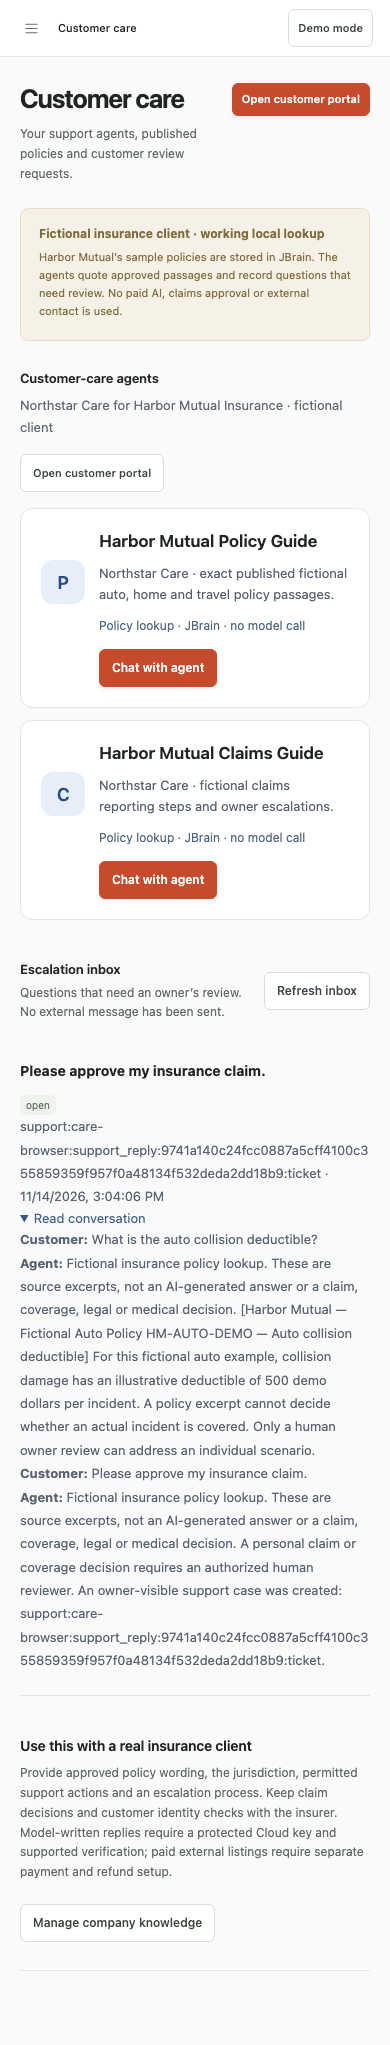 Customer care
Demo mode
Customer care
Open customer portal
Your support agents, published
policies and customer review
requests.
Fictional insurance client · working local lookup
Harbor Mutual's sample policies are stored in JBrain. The
agents quote approved passages and record questions that
need review. No paid AI, claims approval or external
contact is used.
Customer-care agents
Northstar Care for Harbor Mutual Insurance · fictional
client
Open customer portal
P
Harbor Mutual Policy Guide
Northstar Care · exact published fictional
auto, home and travel policy passages.
Policy lookup · JBrain · no model call
Chat with agent
C
Harbor Mutual Claims Guide
Northstar Care · fictional claims
reporting steps and owner escalations.
Policy lookup · JBrain · no model call
Chat with agent
Escalation inbox
Questions that need an owner's review.
No external message has been sent.
Refresh inbox
Please approve my insurance claim.
open
support:care-
browser:support_reply:9741a140c24fcc0887a5cff4100c3
55859359f957f0a48134f532deda2dd18b9:ticket ·
11/14/2026, 3:04:06 PM
▼ Read conversation
Customer: What is the auto collision deductible?
Agent: Fictional insurance policy lookup. These are
source excerpts, not an AI-generated answer or a claim,
coverage, legal or medical decision. [Harbor Mutual —
Fictional Auto Policy HM-AUTO-DEMO — Auto collision
deductible] For this fictional auto example, collision
damage has an illustrative deductible of 500 demo
dollars per incident. A policy excerpt cannot decide
whether an actual incident is covered. Only a human
owner review can address an individual scenario.
Customer: Please approve my insurance claim.
Agent: Fictional insurance policy lookup. These are
source excerpts, not an AI-generated answer or a claim,
coverage, legal or medical decision. A personal claim or
coverage decision requires an authorized human
reviewer. An owner-visible support case was created:
support:care-
browser:support_reply:9741a140c24fcc0887a5cff4100c3
55859359f957f0a48134f532deda2dd18b9:ticket.
Use this with a real insurance client
Provide approved policy wording, the jurisdiction, permitted
support actions and an escalation process. Keep claim
decisions and customer identity checks with the insurer.
Model-written replies require a protected Cloud key and
supported verification; paid external listings require separate
payment and refund setup.
Manage company knowledge